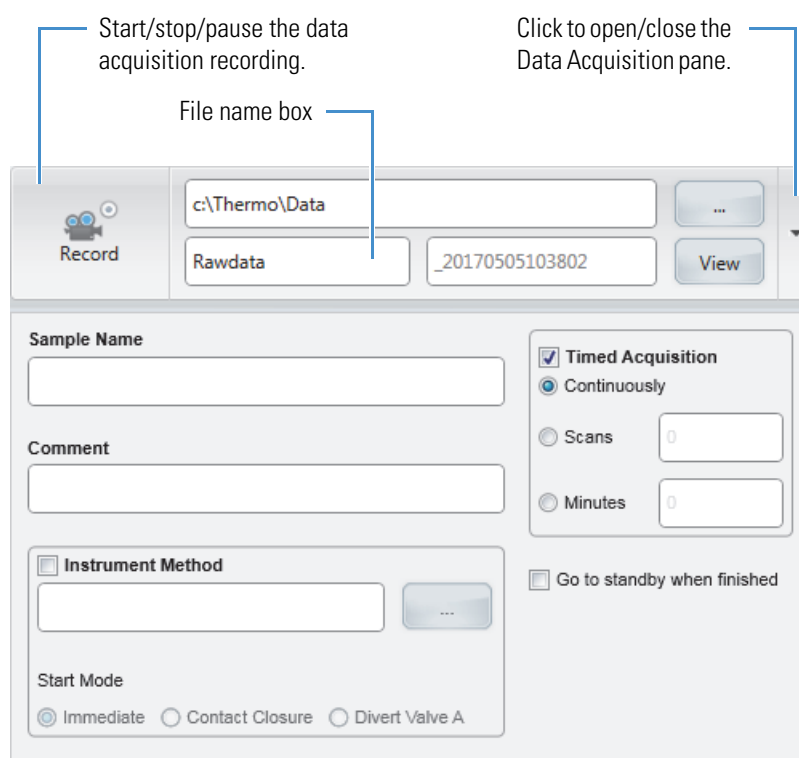 Start/stop/pause the data
acquisition recording.
Click to open/close the
Data Acquisition pane.
File name box
c:\Thermo\Data
...
Record
Rawdata
_20170505103802
View
Sample Name
Timed Acquisition
Continuously
Scans
0
Comment
Minutes
0
Instrument Method
...
Go to standby when finished
Start Mode
Immediate
Contact Closure
Divert Valve A